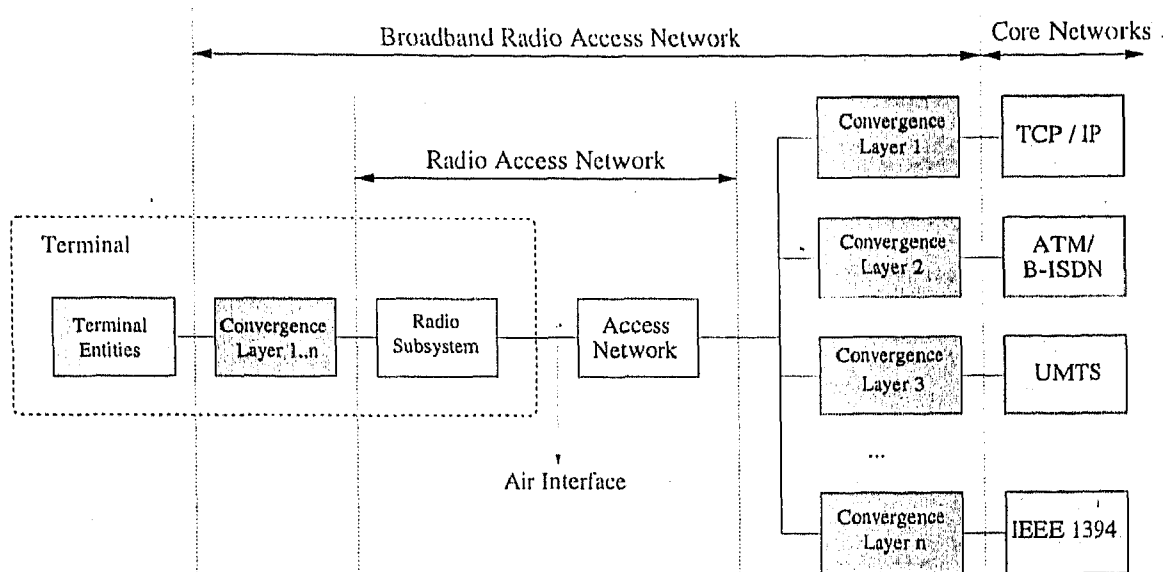 Broadband Radio Access Network
Core Networks
Radio Access Network
Terminal
Terminal
Entities
Convergence
Layer 1..n
Radio
Subsystem
Access
Network
Air Interface
Convergence
Layer 1
TCP / IP
Convergence
Layer 2
ATM/
B-ISDN
Convergence
Layer 3
UMTS
...
Convergence
Layer n
IEEE 1394